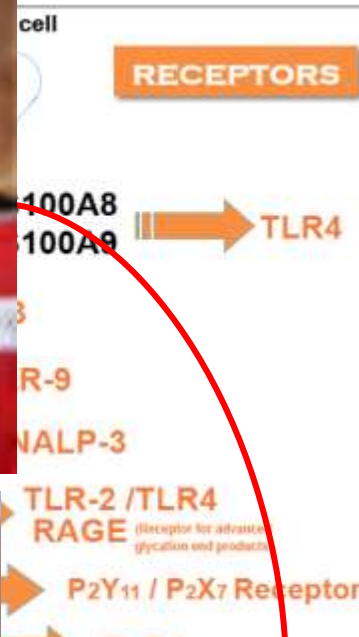 cell
RECEPTORS
100A8
100A9
TLR4
R-9
NALP-3
TLR-2 /TLR4
RAGE (Receptor for advance
glycation end products
P2Y11 / P2X7 Receptor